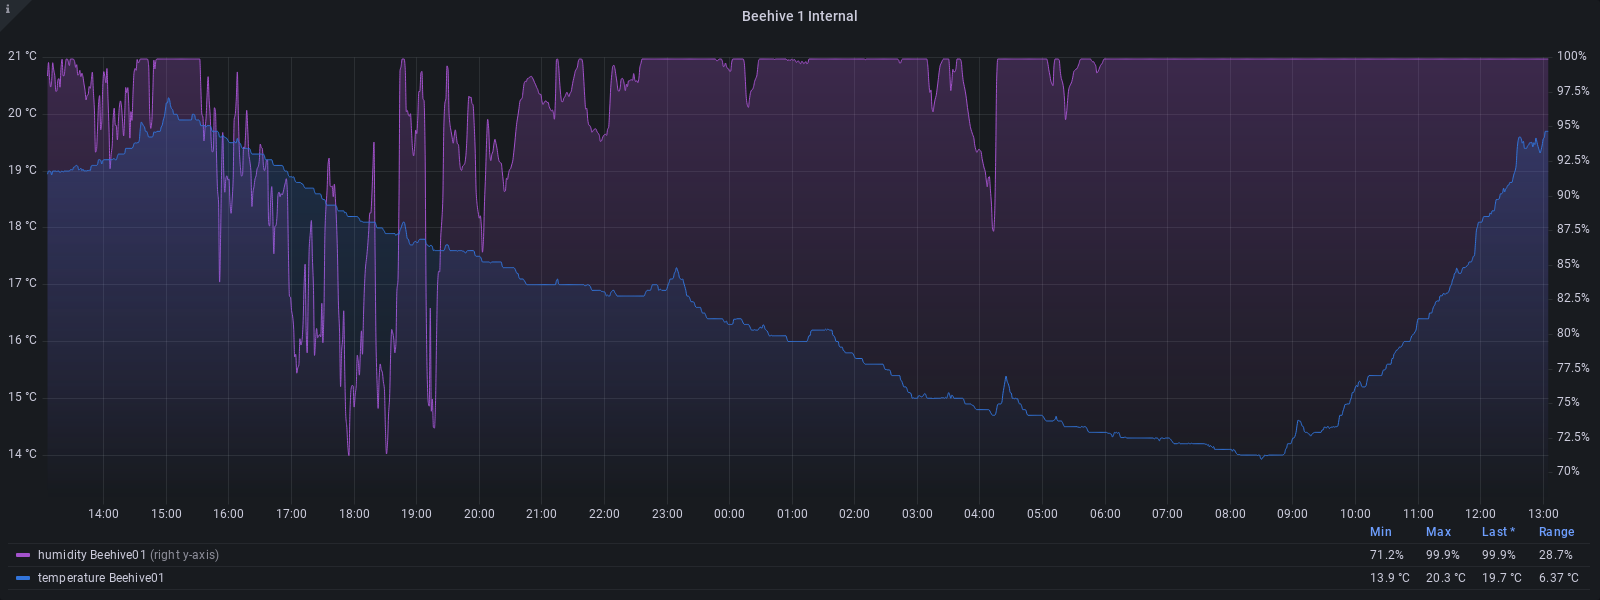 i
Beehive 1 Internal
21 °C
20 °C
19 °C
18 °C
17 °C
16 °C
15 °C
14 °C
100%
97.5%
95%
92.5%
90%
87.5%
85%
82.5%
80%
77.5%
75%
72.5%
70%
14:00 15:00 16:00 17:00 18:00 19:00 20:00 21:00 22:00 23:00 00:00 01:00 02:00 03:00 04:00 05:00 06:00 07:00 08:00 09:00 10:00 11:00 12:00 13:00
Min Max Last * Range
humidity Beehive01 (right y-axis) 71.2% 99.9% 99.9% 28.7%
temperature Beehive01 13.9 °C 20.3 °C 19.7 °C 6.37 °C